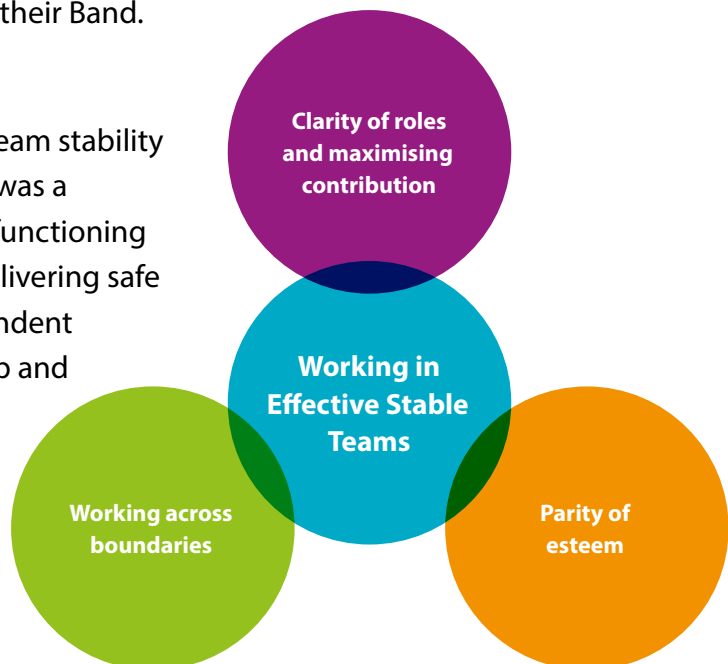 their Band.
eam stability
was a
unctioning
livering safe
ndent
and
Clarity of roles
and maximising
contribution
Working in
Effective Stable
Teams
Working across
boundaries
Parity of
esteem